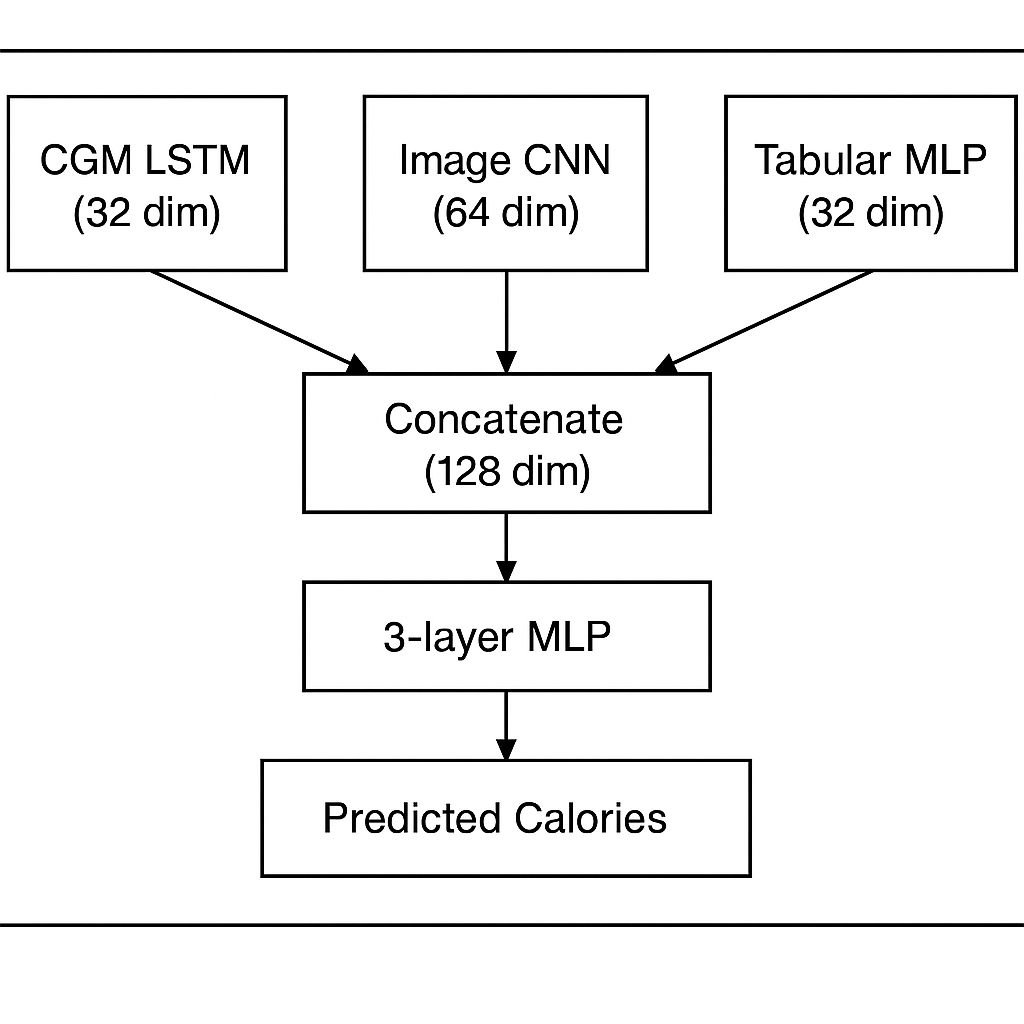 CGM LSTM
(32 dim)
Image CNN
(64 dim)
Tabular MLP
(32 dim)
Concatenate
(128 dim)
3-layer MLP
Predicted Calories